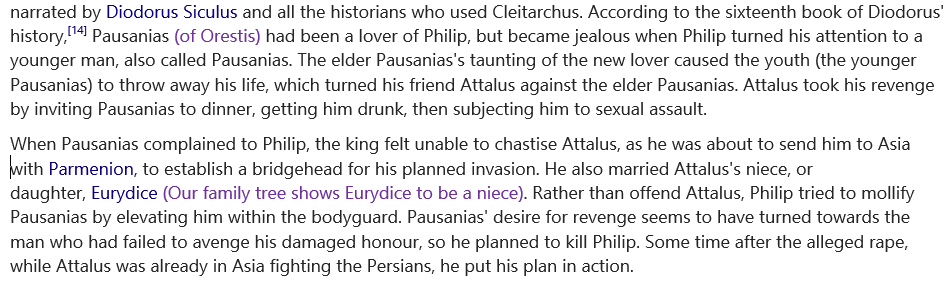 narrated by Diodorus Siculus and all the historians who used Cleitarchus. According to the sixteenth book of Diodorus'
history,[14] Pausanias (of Orestis) had been a lover of Philip, but became jealous when Philip turned his attention to a
younger man, also called Pausanias. The elder Pausanias's taunting of the new lover caused the youth (the younger
Pausanias) to throw away his life, which turned his friend Attalus against the elder Pausanias. Attalus took his revenge
by inviting Pausanias to dinner, getting him drunk, then subjecting him to sexual assault.
When Pausanias complained to Philip, the king felt unable to chastise Attalus, as he was about to send him to Asia
with Parmenion, to establish a bridgehead for his planned invasion. He also married Attalus's niece, or
daughter, Eurydice (Our family tree shows Eurydice to be a niece). Rather than offend Attalus, Philip tried to mollify
Pausanias by elevating him within the bodyguard. Pausanias' desire for revenge seems to have turned towards the
man who had failed to avenge his damaged honour, so he planned to kill Philip. Some time after the alleged rape,
while Attalus was already in Asia fighting the Persians, he put his plan in action.